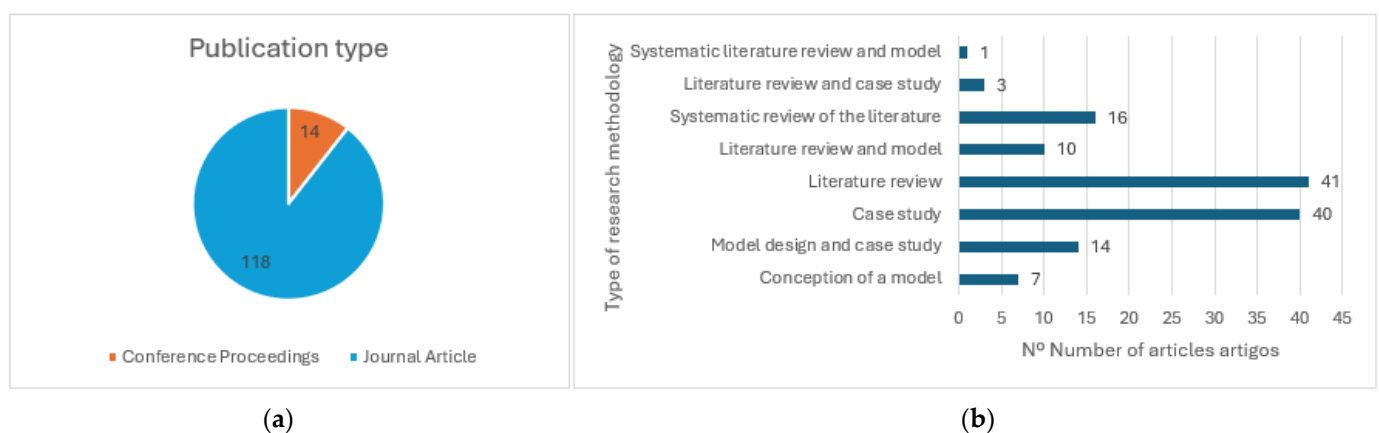 Publication type
14
118
Conference Proceedings
Journal Article
(a)
Type of research methodology
Systematic literature review and model
1
Literature review and case study
3
Systematic review of the literature
16
Literature review and model
10
Literature review
41
Case study
40
Model design and case study
14
Conception of a model
7
0 5 10 15 20 25 30 35 40 45
Nº Number of articles artigos
(b)